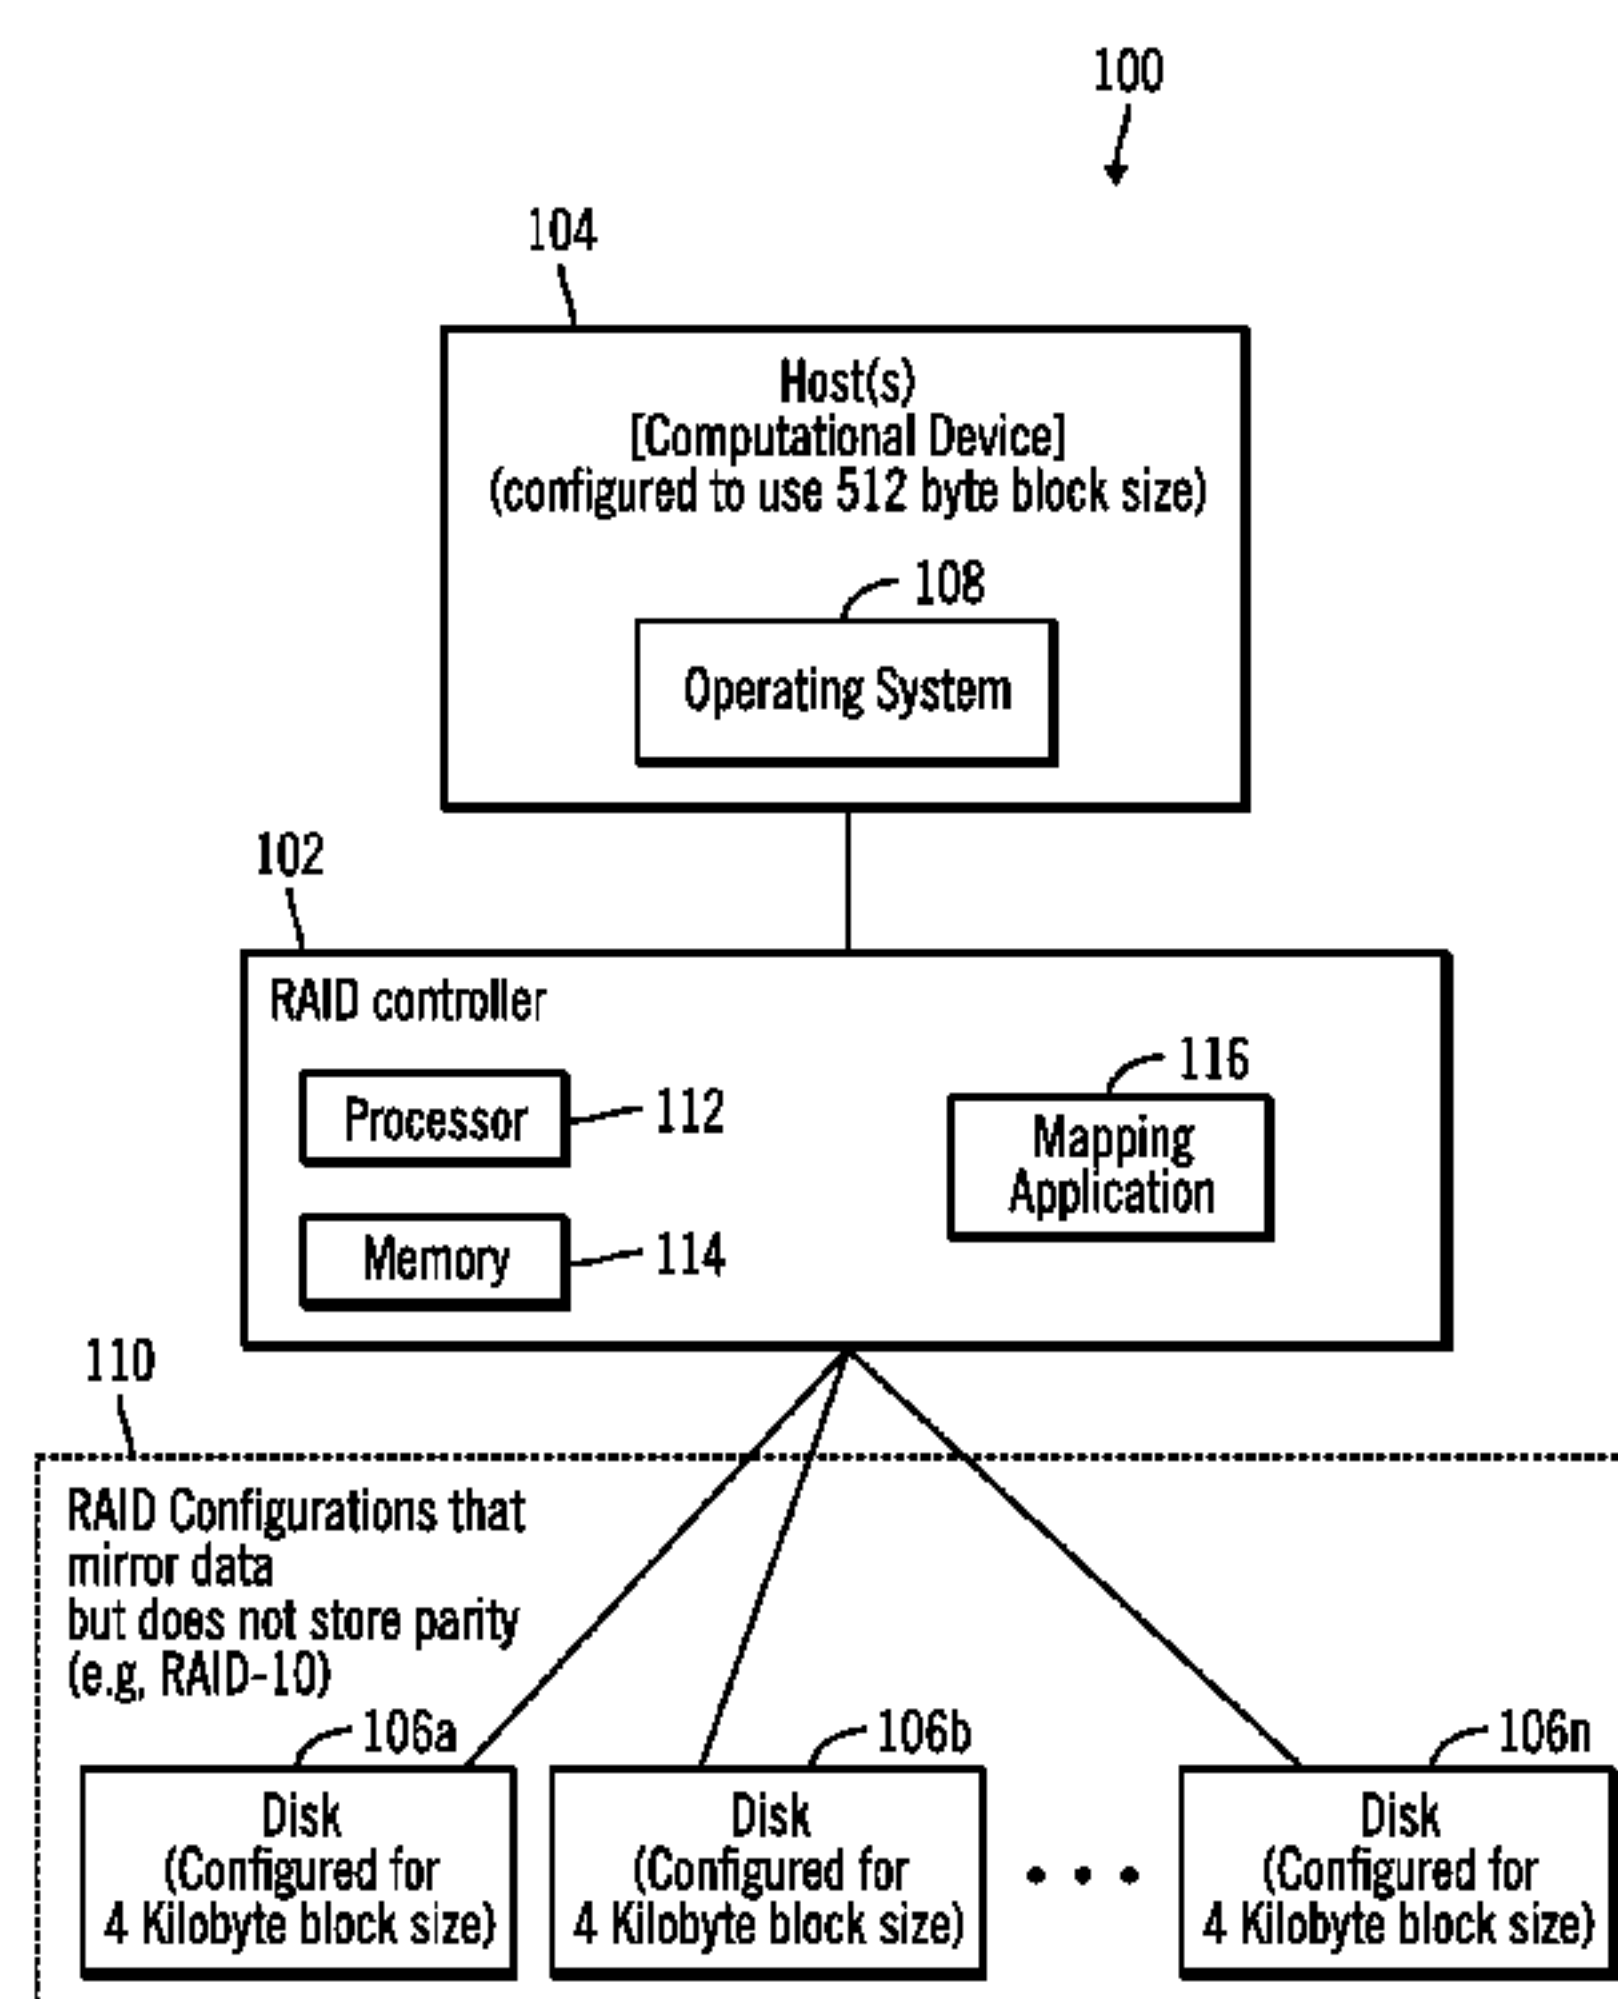 100
104
Host(s)
[Computational Device]
(configured to use 512 byte block size)
108
Operating System
102
RAID controller
116
Processor
112
Mapping
Application
Memory
114
110
RAID Configurations that
mirror data
but does not store parity
(e.g, RAID-10)
106a
106b
106n
Disk
(Configured for
4 Kilobyte block size)
Disk
(Configured for
4 Kilobyte block size)
Disk
(Configured for
4 Kilobyte block size)